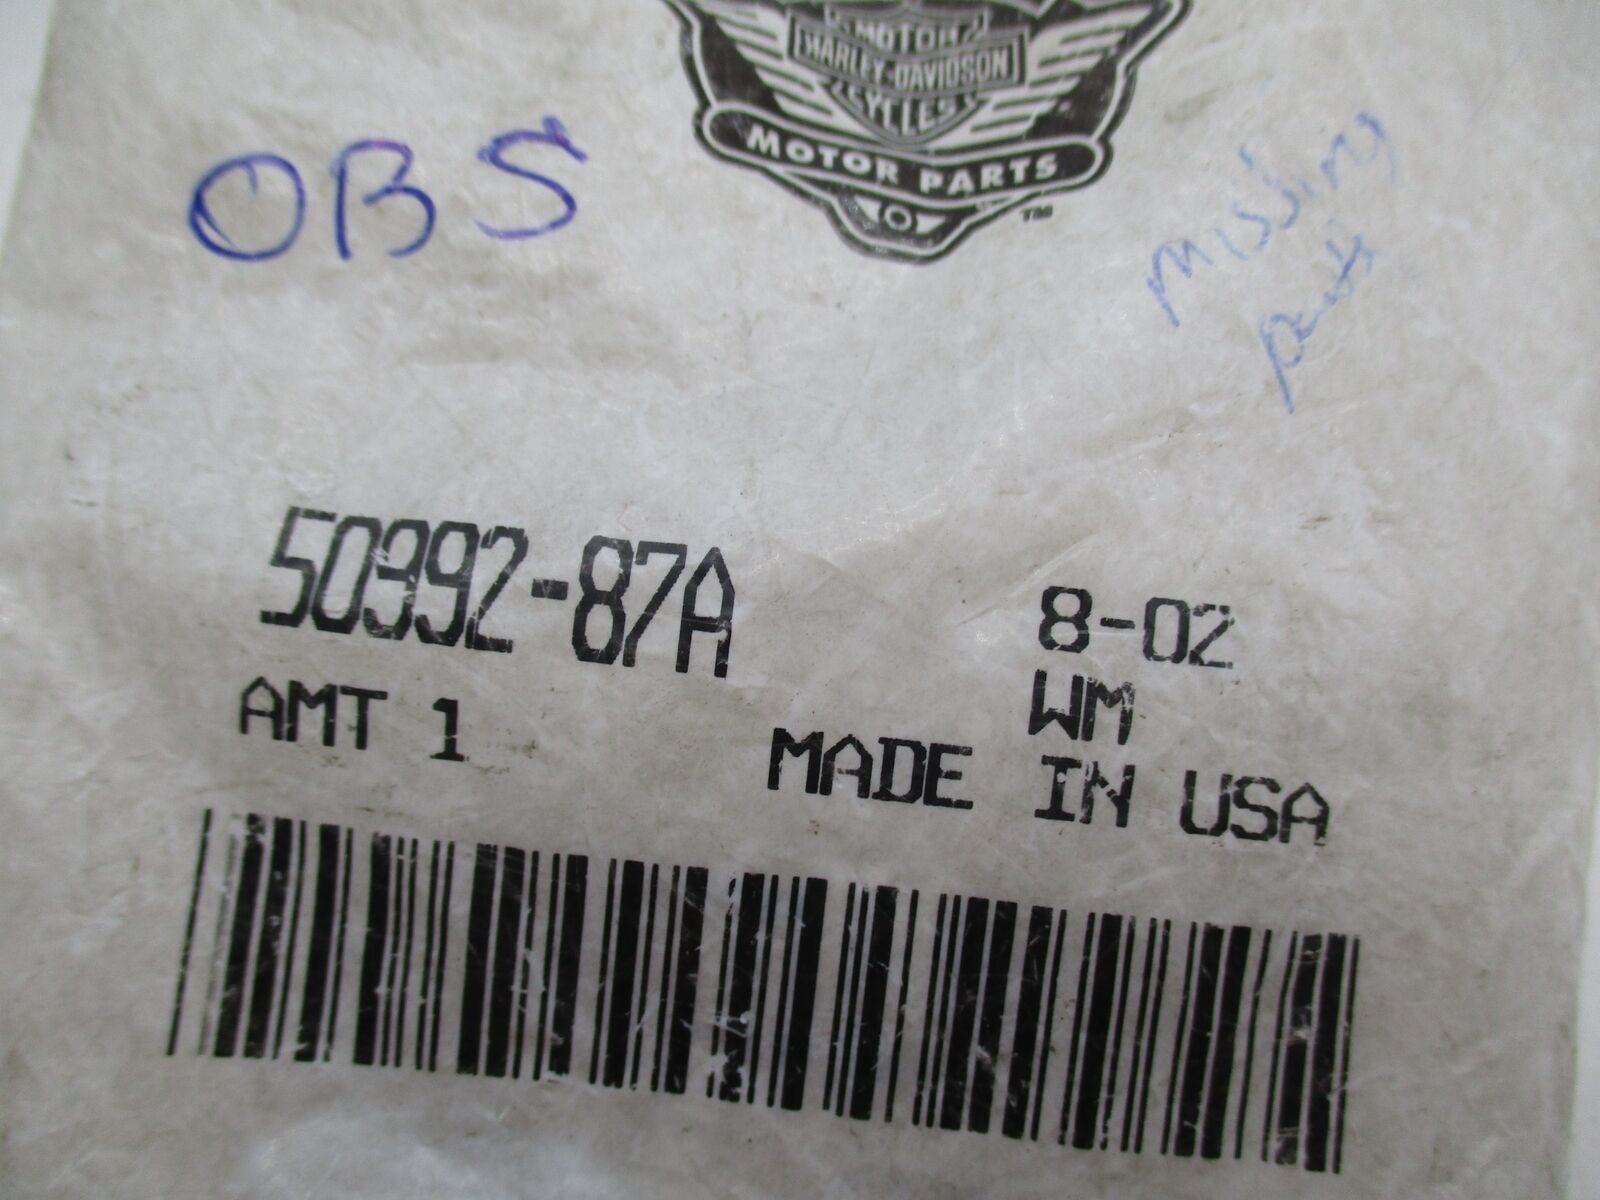 MOTOR
HARLEY-DAVIDSON
CYCLES
MOTOR PARTS
TM
OBS
missing
parts
50992-87A
8-02
WM
AMT 1
MADE IN USA